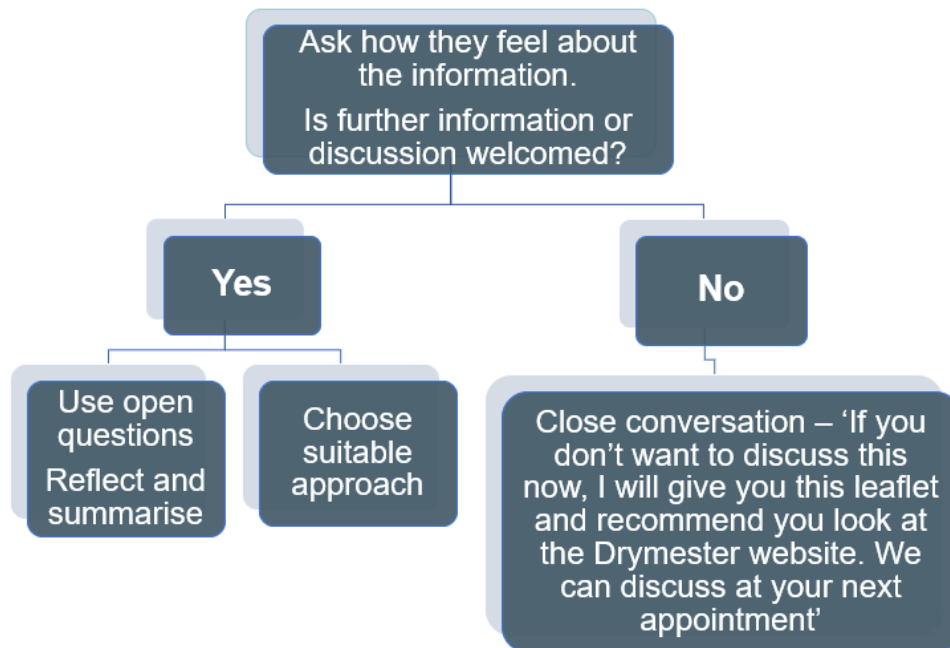 Ask how they feel about
the information.
Is further information or
discussion welcomed?
Yes
No
Use open
questions
Reflect and
summarise
Choose
suitable
approach
Close conversation – ‘If you
don’t want to discuss this
now, I will give you this leaflet
and recommend you look at
the Drymester website. We
can discuss at your next
appointment’